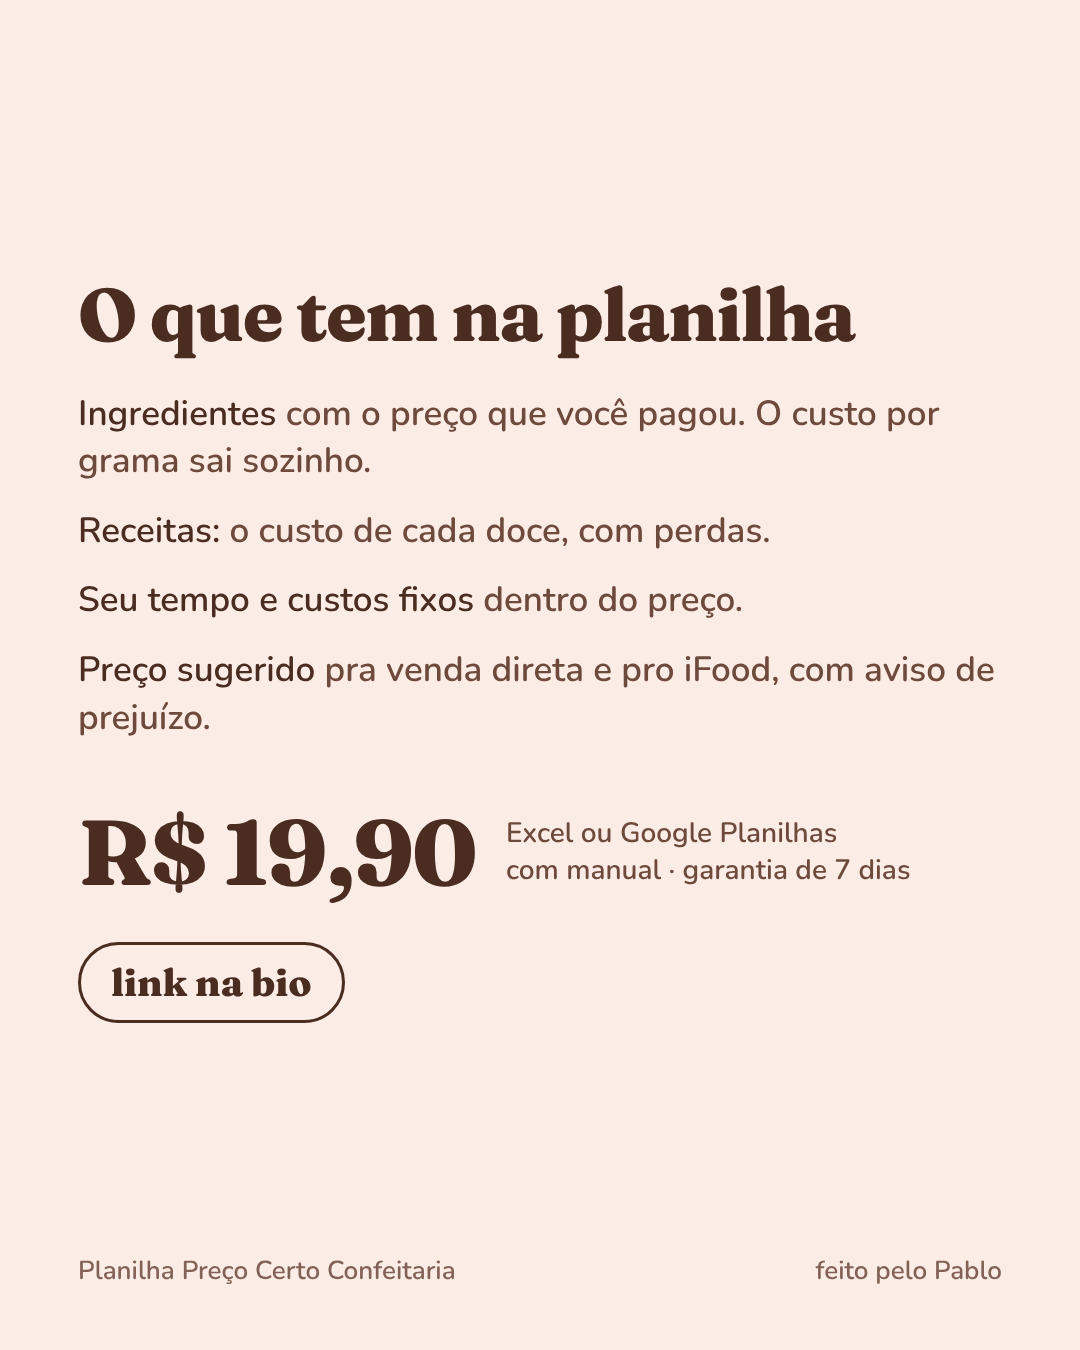 O que tem na planilha
Ingredientes com o preço que você pagou. O custo por
grama sai sozinho.
Receitas: o custo de cada doce, com perdas.
Seu tempo e custos fixos dentro do preço.
Preço sugerido pra venda direta e pro iFood, com aviso de
prejuízo.
R$ 19,90
Excel ou Google Planilhas
com manual · garantia de 7 dias
link na bio
Planilha Preço Certo Confeitaria
feito pelo Pablo